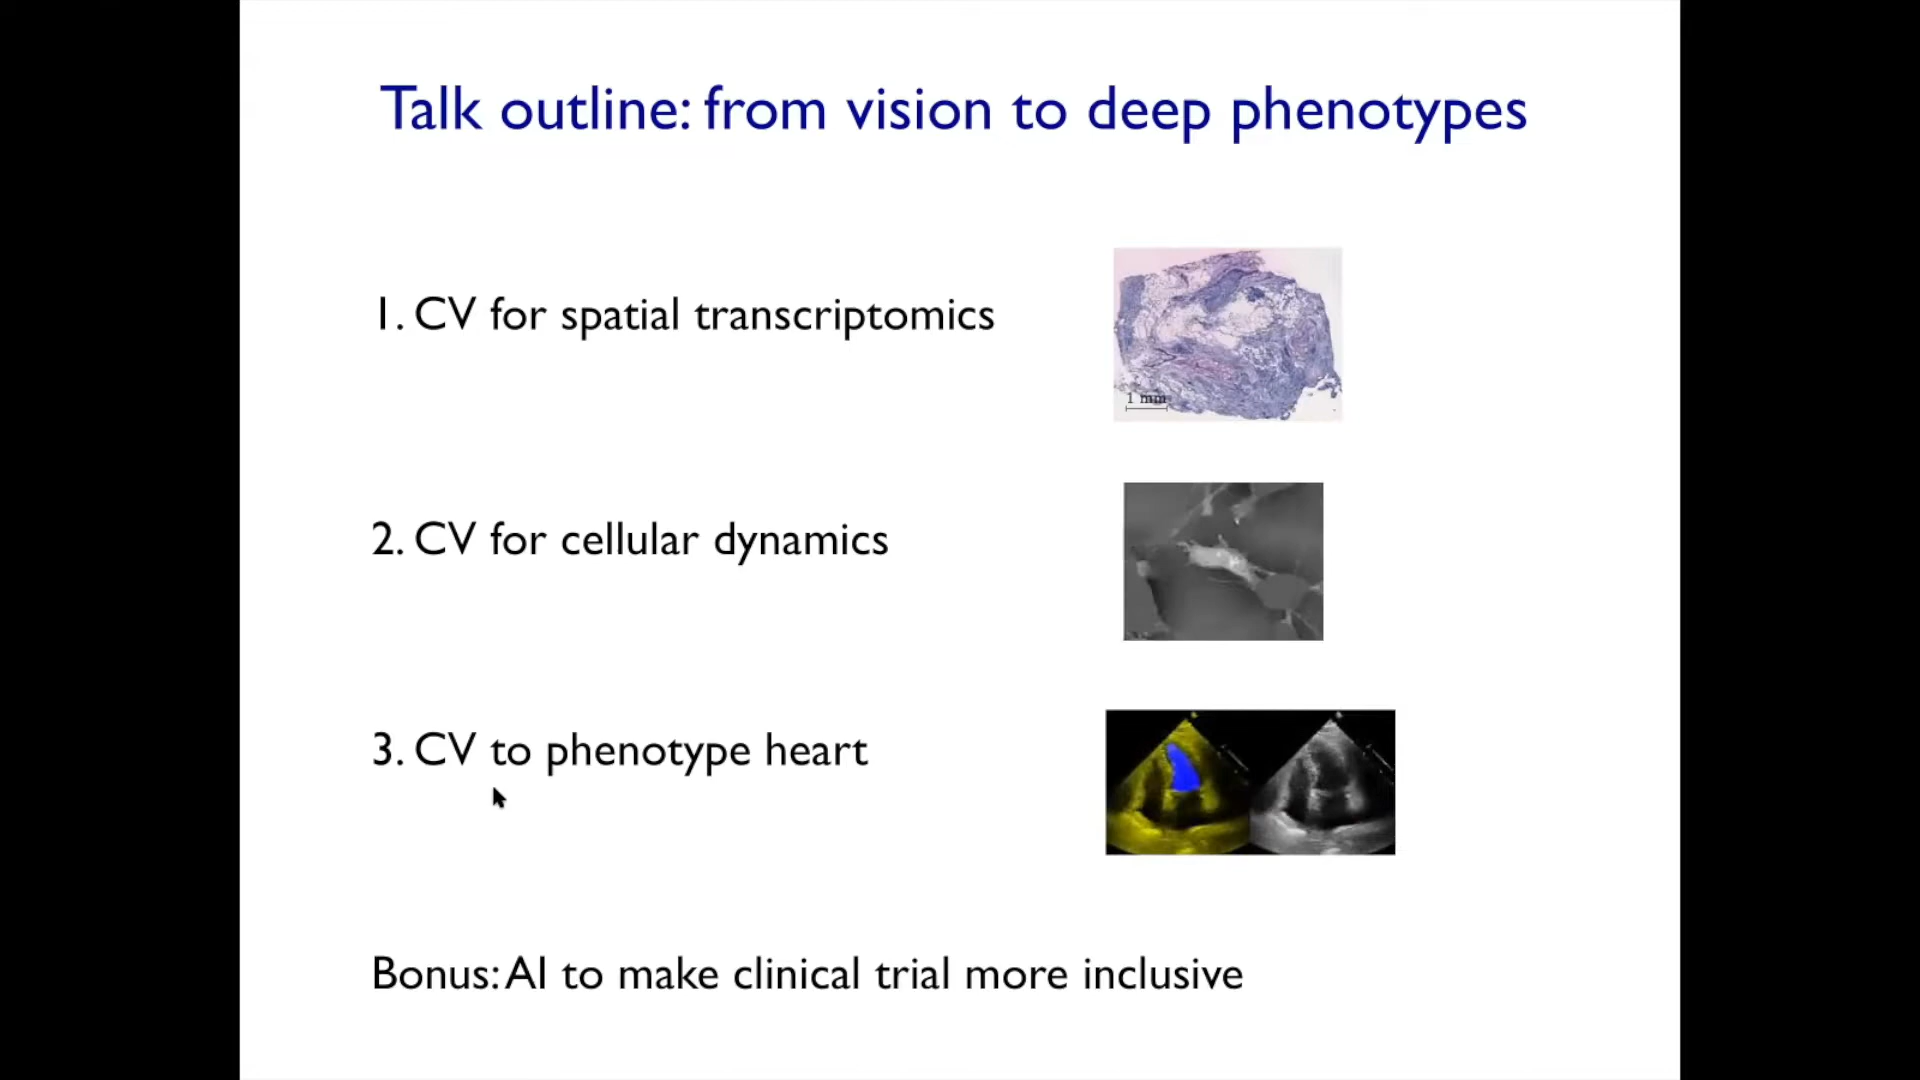 Talk outline: from vision to deep phenotypes
1. CV for spatial transcriptomics
1 mm
2. CV for cellular dynamics
3. CV to phenotype heart
Bonus: AI to make clinical trial more inclusive